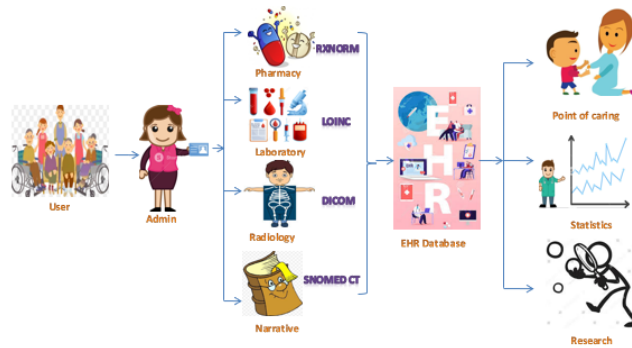 User
Admin
RXNORM
Pharmacy
LOINC
Laboratory
DICOM
Radiology
SNOMED CT
Narrative
EHR
EHR Database
Point of caring
Statistics
Research